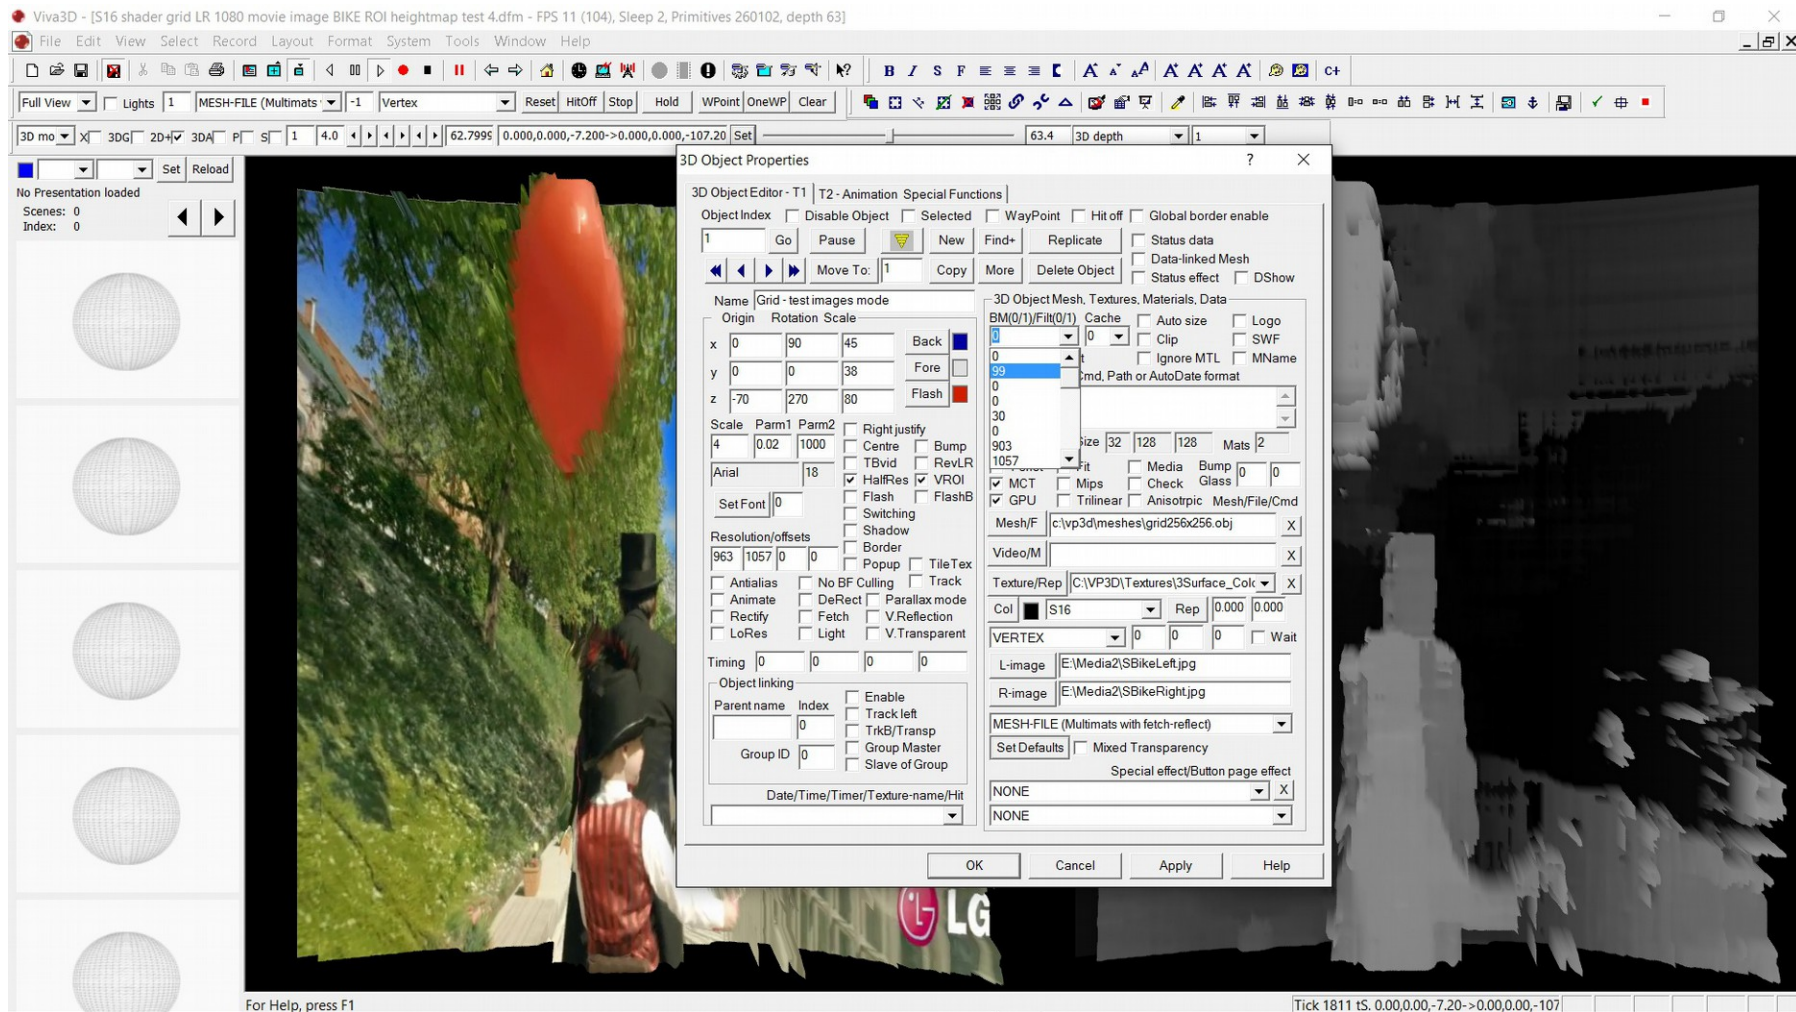 Viva3D - [S16 shader grid LR 1080 movie image BIKE ROI heightmap test 4.dfm - FPS 11 (104), Sleep 2, Primitives 260102, depth 63]
File Edit View Select Record Layout Format System Tools Window Help
B I S F C+
Full View Lights 1 MESH-FILE (Multimats -1 Vertex Reset HitOff Stop Hold WPoint OneWP Clear
3D mo X 3DG 2D+ 3DA P S 1 4.0 62.799 0.000,0.000,-7.200->0.000,0.000,-107.20 Set 63.4 3D depth 1
Set Reload
No Presentation loaded
Scenes: 0
Index: 0
3D Object Properties
3D Object Editor - T1 T2 - Animation Special Functions
Object Index Disable Object Selected WayPoint Hit off Global border enable
1 Go Pause New Find+ Replicate Status data
Data-linked Mesh
Move To: 1 Copy More Delete Object Status effect DShow
Name Grid - test images mode
Origin Rotation Scale
x 0 90 45 Back
y 0 0 38 Fore
z -70 270 80 Flash
Scale Parm1 Parm2 Right justify
4 0.02 1000 Centre Bump
TBvid RevLR
Arial 18 HalfRes VROI
Flash FlashB
Set Font 0 Switching
Shadow
Resolution/offsets Border
963 1057 0 0 Popup TileTex
Antialias No BF Culling Track
Animate DeRect Parallax mode
Rectify Fetch V.Reflection
LoRes Light V.Transparent
Timing 0 0 0 0
Object linking
Parent name Index Enable
0 Track left
TrkB/Transp
Group ID 0 Group Master
Slave of Group
Date/Time/Timer/Texture-name/Hit
3D Object Mesh, Textures, Materials, Data
BM(0/1)/Filt(0/1) Cache Auto size Logo
0 0 Clip SWF
Ignore MTL MName
0
99
0
0
30
0
903
1057
Cmd, Path or AutoDate format
Size 32 128 128 Mats 2
Fit Media Bump 0 0
MCT Mips Check Glass
GPU Trilinear Anisotrpic Mesh/File/Cmd
Mesh/F c:\vp3d\meshes\grid256x256.obj X
Video/M X
Texture/Rep C:\VP3D\Textures\3Surface_Colo X
Col S16 Rep 0.000 0.000
VERTEX 0 0 0 Wait
L-image E:\Media2\SBikeLeft.jpg
R-image E:\Media2\SBikeRight.jpg
MESH-FILE (Multimats with fetch-reflect)
Set Defaults Mixed Transparency
Special effect/Button page effect
NONE X
NONE
OK Cancel Apply Help
LG
For Help, press F1 Tick 1811 tS. 0.00,0.00,-7.20->0.00,0.00,-107